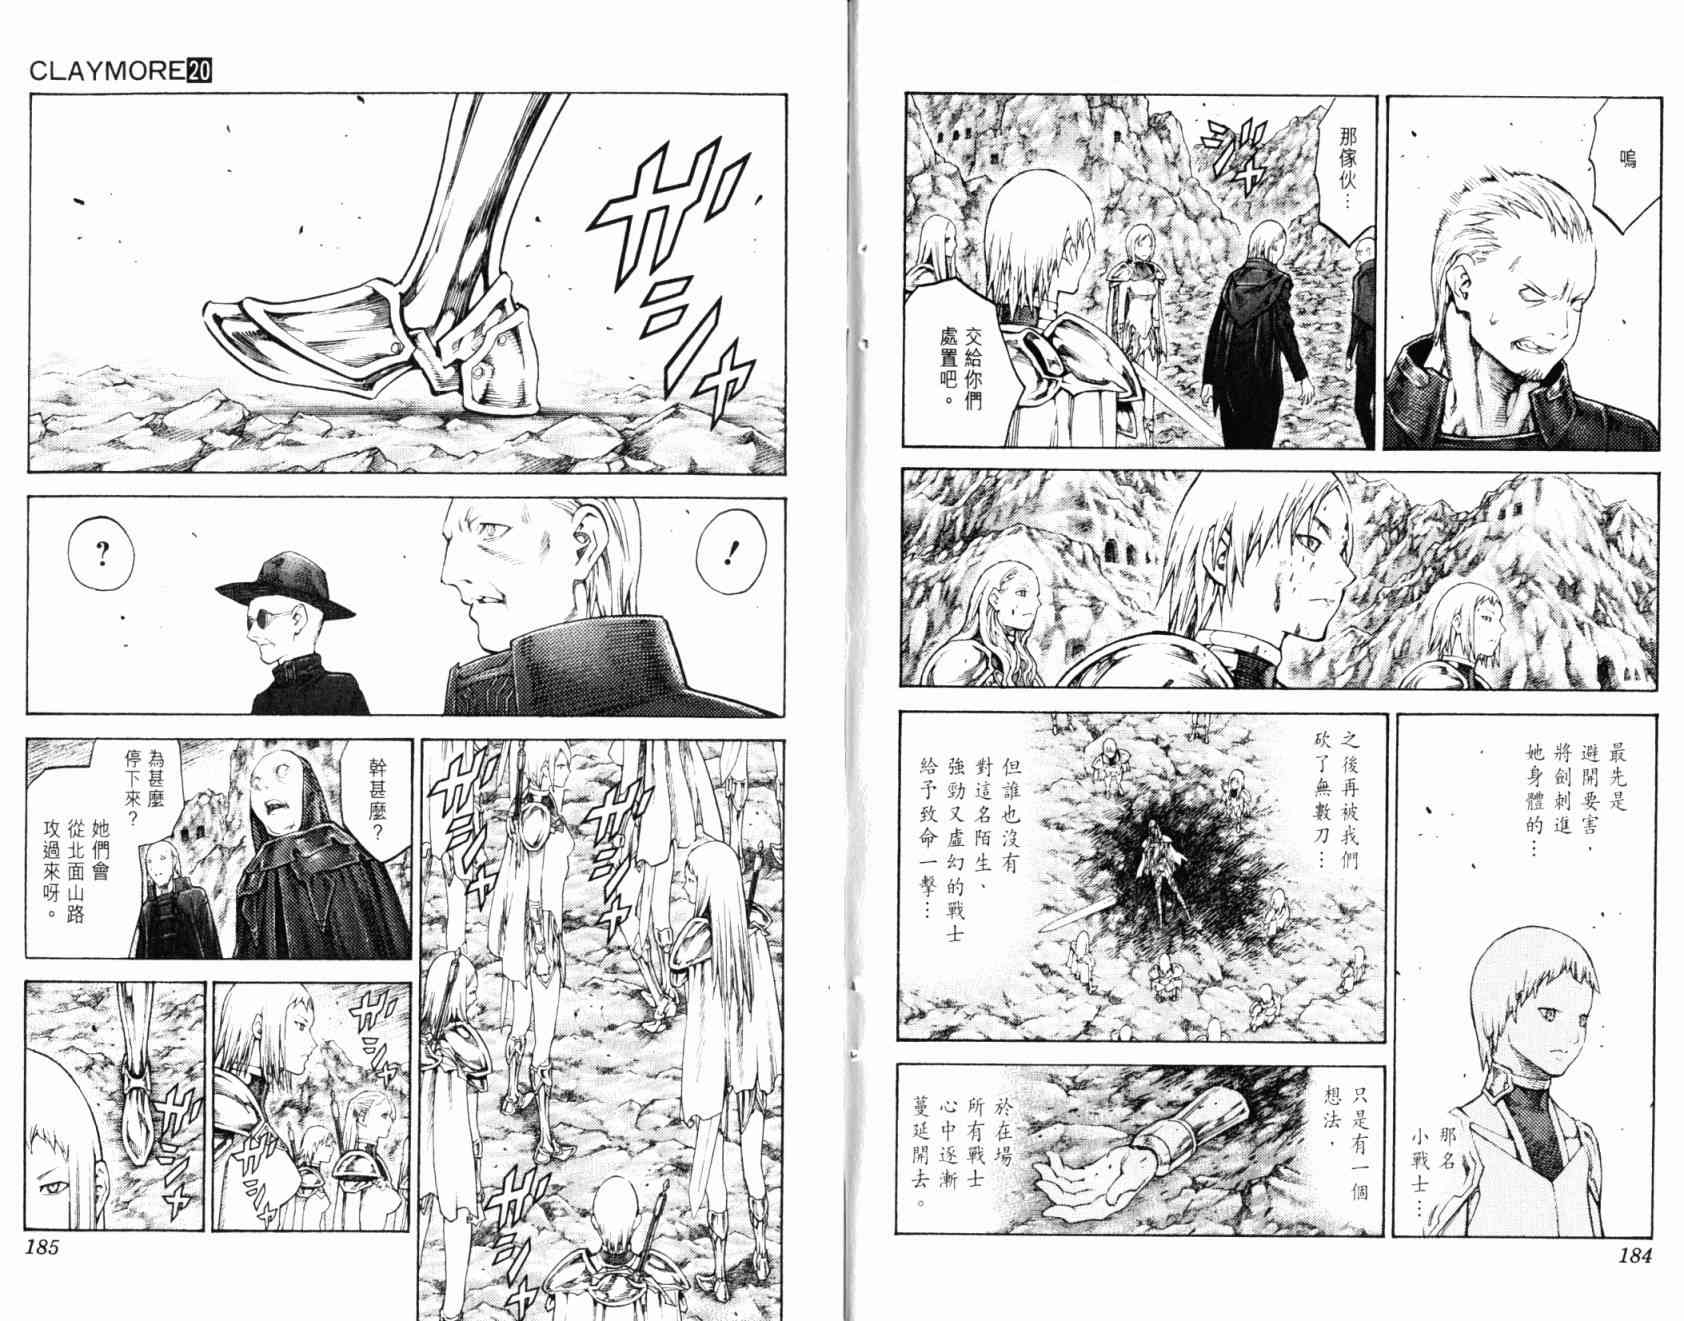 嗚
那傢伙…
交給你們
處置吧。
ガシャ
最先是
避開要害，
將劍刺進
她身體的…
那名
小戰士…
之後再被我們
砍了無數刀…
但誰也沒有
對這名陌生、
強勁又虛幻的戰士
給予致命一擊…
只是有一個
想法，
於在場
所有戰士
心中逐漸
蔓延開去。
184
CLAYMORE 20
ガシャ
!
?
ガシャ
ガシャ
ガシャ
幹甚麼？
為甚麼
停下來？
她們會
從北面山路
攻過來呀。
ガシャ
ガシャ
ガシャ
185